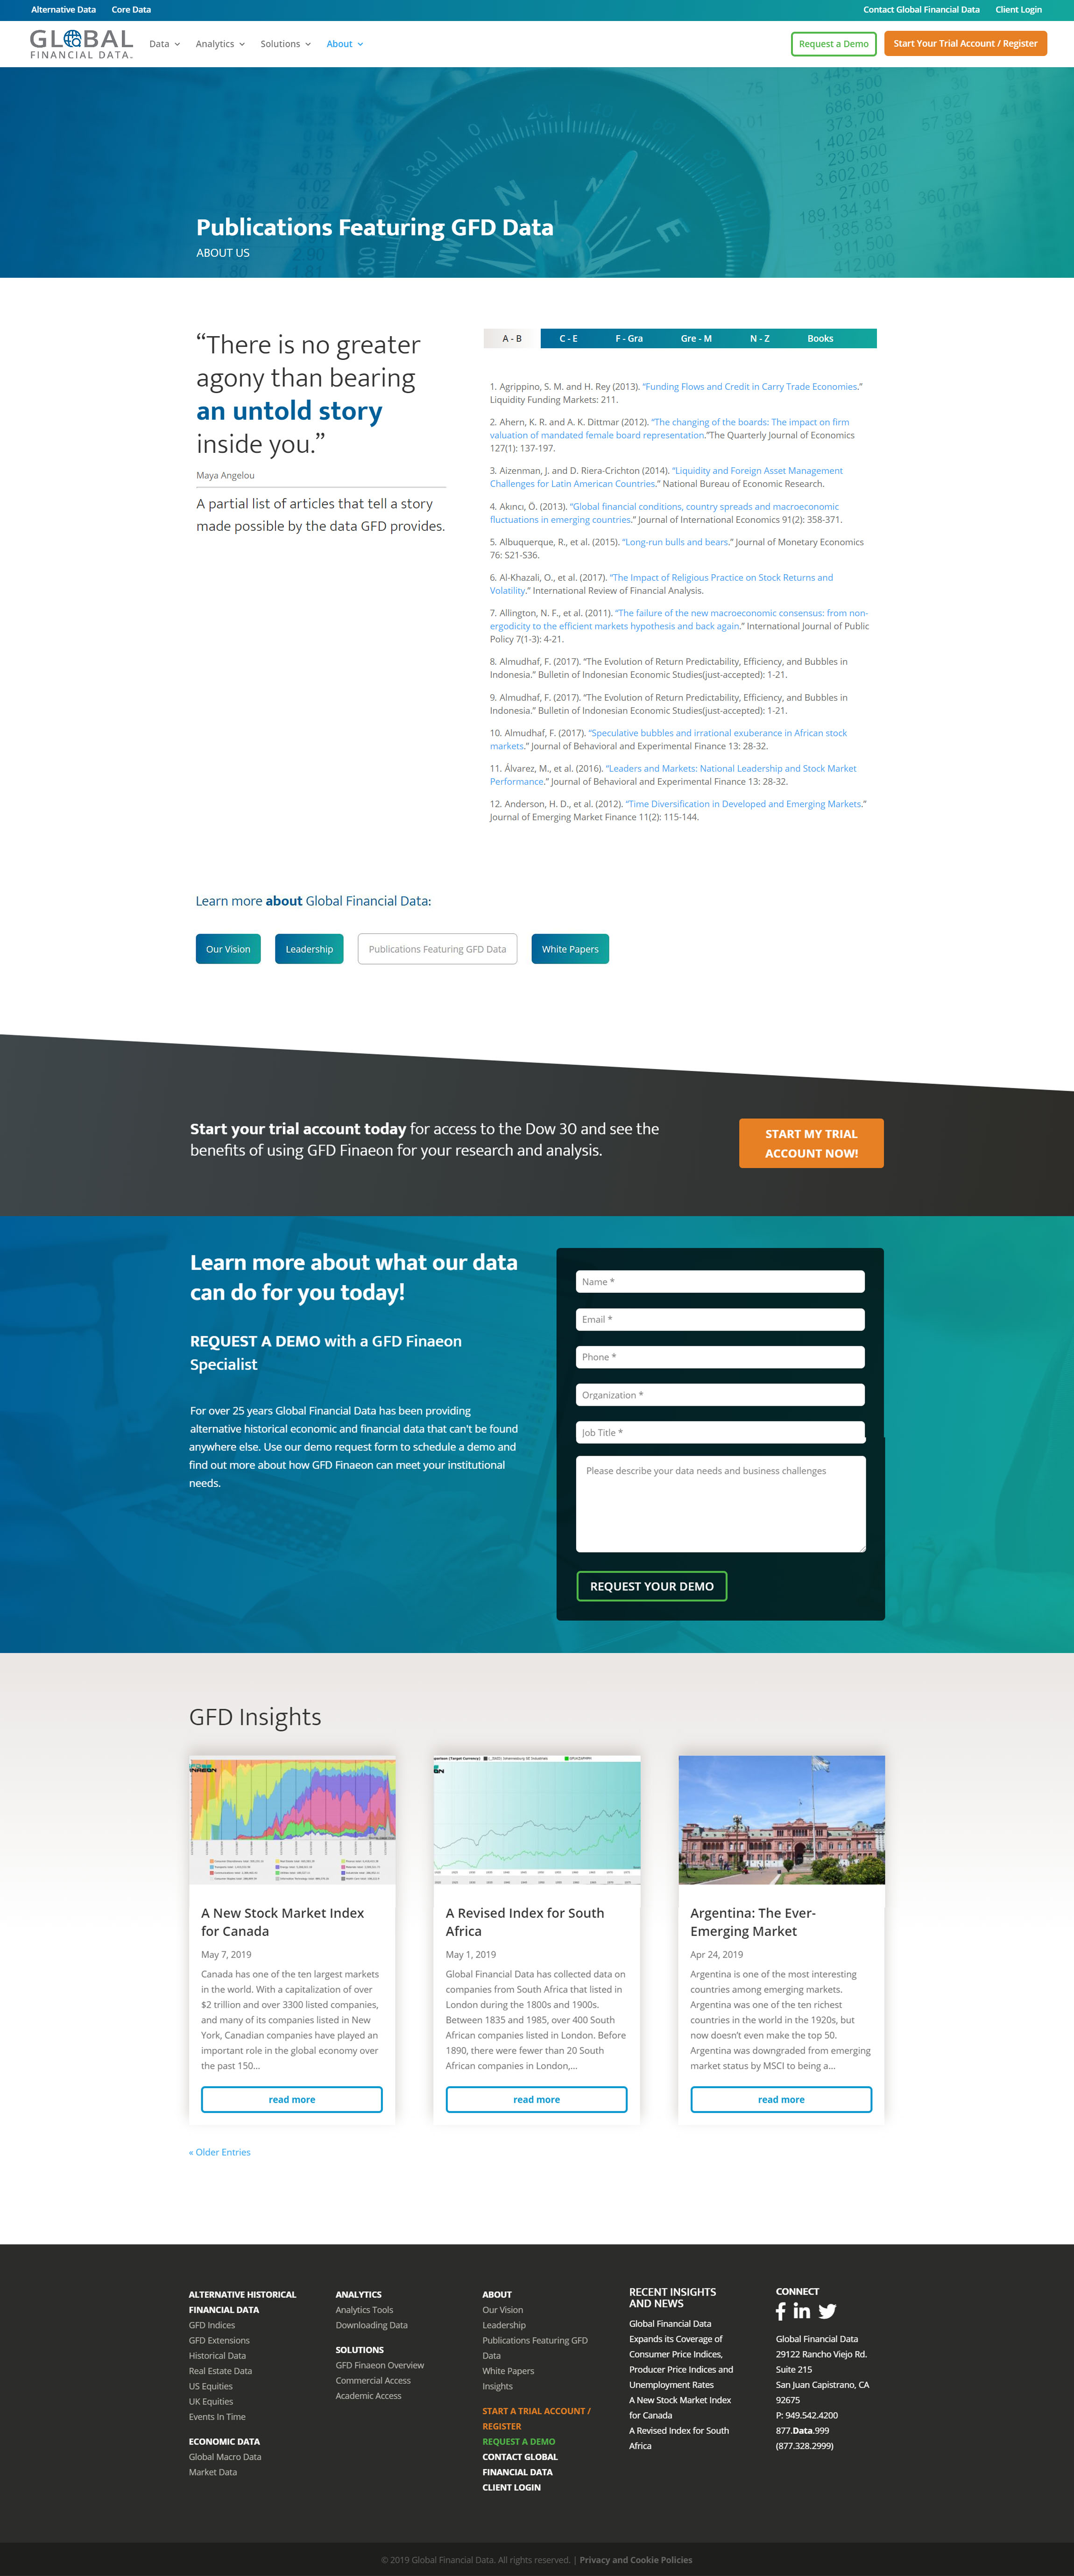 Alternative Data Core Data Contact Global Financial Data Client Login
GLOBAL
FINANCIAL DATA.
Data Analytics Solutions About Request a Demo Start Your Trial Account / Register
Publications Featuring GFD Data
ABOUT US
“There is no greater
agony than bearing
an untold story
inside you.”
Maya Angelou
A partial list of articles that tell a story
made possible by the data GFD provides.
A - B C - E F - Gra Gre - M N - Z Books
1. Agrippino, S. M. and H. Rey (2013). “Funding Flows and Credit in Carry Trade Economies.”
Liquidity Funding Markets: 211.
2. Ahern, K. R. and A. K. Dittmar (2012). “The changing of the boards: The impact on firm
valuation of mandated female board representation.”The Quarterly Journal of Economics
127(1): 137-197.
3. Aizenman, J. and D. Riera-Crichton (2014). “Liquidity and Foreign Asset Management
Challenges for Latin American Countries.” National Bureau of Economic Research.
4. Akıncı, Ö. (2013). “Global financial conditions, country spreads and macroeconomic
fluctuations in emerging countries.” Journal of International Economics 91(2): 358-371.
5. Albuquerque, R., et al. (2015). “Long-run bulls and bears.” Journal of Monetary Economics
76: S21-S36.
6. Al-Khazali, O., et al. (2017). “The Impact of Religious Practice on Stock Returns and
Volatility.” International Review of Financial Analysis.
7. Allington, N. F., et al. (2011). “The failure of the new macroeconomic consensus: from non-
ergodicity to the efficient markets hypothesis and back again.” International Journal of Public
Policy 7(1-3): 4-21.
8. Almudhaf, F. (2017). “The Evolution of Return Predictability, Efficiency, and Bubbles in
Indonesia.” Bulletin of Indonesian Economic Studies(just-accepted): 1-21.
9. Almudhaf, F. (2017). “The Evolution of Return Predictability, Efficiency, and Bubbles in
Indonesia.” Bulletin of Indonesian Economic Studies(just-accepted): 1-21.
10. Almudhaf, F. (2017). “Speculative bubbles and irrational exuberance in African stock
markets.” Journal of Behavioral and Experimental Finance 13: 28-32.
11. Álvarez, M., et al. (2016). “Leaders and Markets: National Leadership and Stock Market
Performance.” Journal of Behavioral and Experimental Finance 13: 28-32.
12. Anderson, H. D., et al. (2012). “Time Diversification in Developed and Emerging Markets.”
Journal of Emerging Market Finance 11(2): 115-144.
Learn more about Global Financial Data:
Our Vision Leadership Publications Featuring GFD Data White Papers
Start your trial account today for access to the Dow 30 and see the
benefits of using GFD Finaeon for your research and analysis.
START MY TRIAL
ACCOUNT NOW!
Learn more about what our data
can do for you today!
REQUEST A DEMO with a GFD Finaeon
Specialist
For over 25 years Global Financial Data has been providing
alternative historical economic and financial data that can't be found
anywhere else. Use our demo request form to schedule a demo and
find out more about how GFD Finaeon can meet your institutional
needs.
Name *
Email *
Phone *
Organization *
Job Title *
Please describe your data needs and business challenges
REQUEST YOUR DEMO
GFD Insights
A New Stock Market Index
for Canada
May 7, 2019
Canada has one of the ten largest markets
in the world. With a capitalization of over
$2 trillion and over 3300 listed companies,
and many of its companies listed in New
York, Canadian companies have played an
important role in the global economy over
the past 150...
read more
A Revised Index for South
Africa
May 1, 2019
Global Financial Data has collected data on
companies from South Africa that listed in
London during the 1800s and 1900s.
Between 1835 and 1985, over 400 South
African companies listed in London. Before
1890, there were fewer than 20 South
African companies in London,...
read more
Argentina: The Ever-
Emerging Market
Apr 24, 2019
Argentina is one of the most interesting
countries among emerging markets.
Argentina was one of the ten richest
countries in the world in the 1920s, but
now doesn’t even make the top 50.
Argentina was downgraded from emerging
market status by MSCI to being a...
read more
« Older Entries
ALTERNATIVE HISTORICAL
FINANCIAL DATA
GFD Indices
GFD Extensions
Historical Data
Real Estate Data
US Equities
UK Equities
Events In Time
ECONOMIC DATA
Global Macro Data
Market Data
ANALYTICS
Analytics Tools
Downloading Data
SOLUTIONS
GFD Finaeon Overview
Commercial Access
Academic Access
ABOUT
Our Vision
Leadership
Publications Featuring GFD
Data
White Papers
Insights
START A TRIAL ACCOUNT /
REGISTER
REQUEST A DEMO
CONTACT GLOBAL
FINANCIAL DATA
CLIENT LOGIN
RECENT INSIGHTS
AND NEWS
Global Financial Data
Expands its Coverage of
Consumer Price Indices,
Producer Price Indices and
Unemployment Rates
A New Stock Market Index
for Canada
A Revised Index for South
Africa
CONNECT
Global Financial Data
29122 Rancho Viejo Rd.
Suite 215
San Juan Capistrano, CA
92675
P: 949.542.4200
877.Data.999
(877.328.2999)
© 2019 Global Financial Data. All rights reserved. | Privacy and Cookie Policies